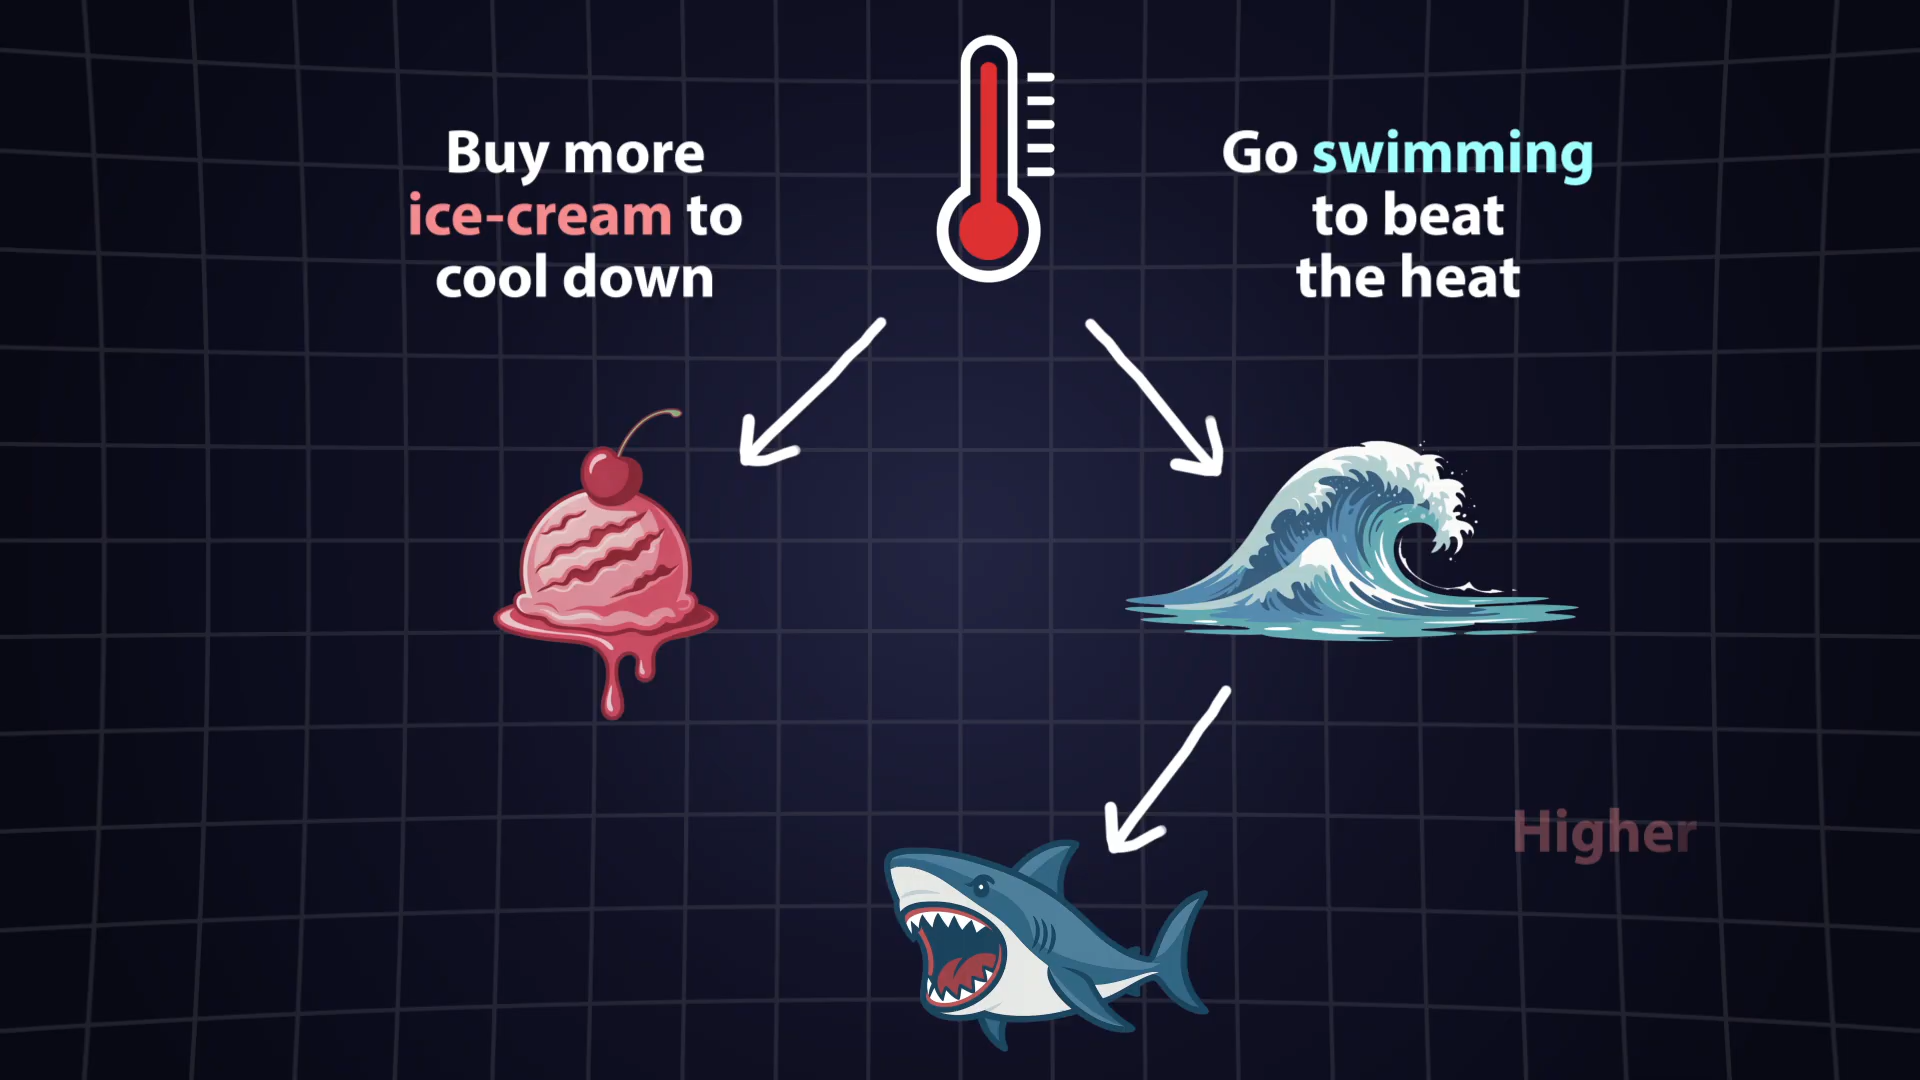 Buy more
ice-cream to
cool down
Go swimming
to beat
the heat
Higher